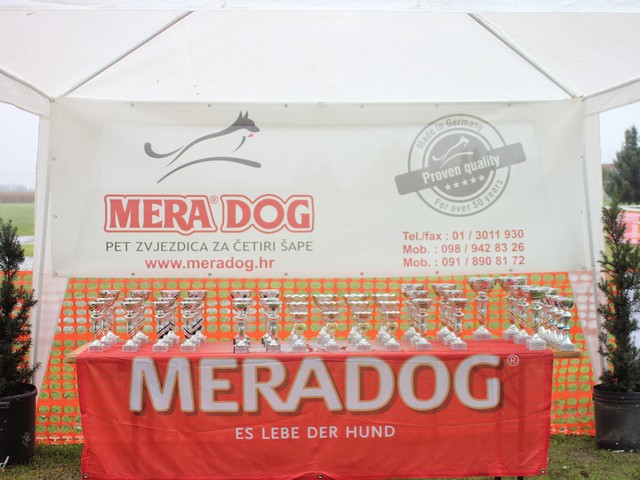 MERA® DOG
PET ZVJEZDICA ZA ČETIRI ŠAPE
www.meradog.hr
Made in Germany
Proven quality
For over 58 years
Tel./fax : 01 / 3011 930
Mob. : 098 / 942 83 26
Mob. : 091 / 890 81 72
MERADOG®
ES LEBE DER HUND